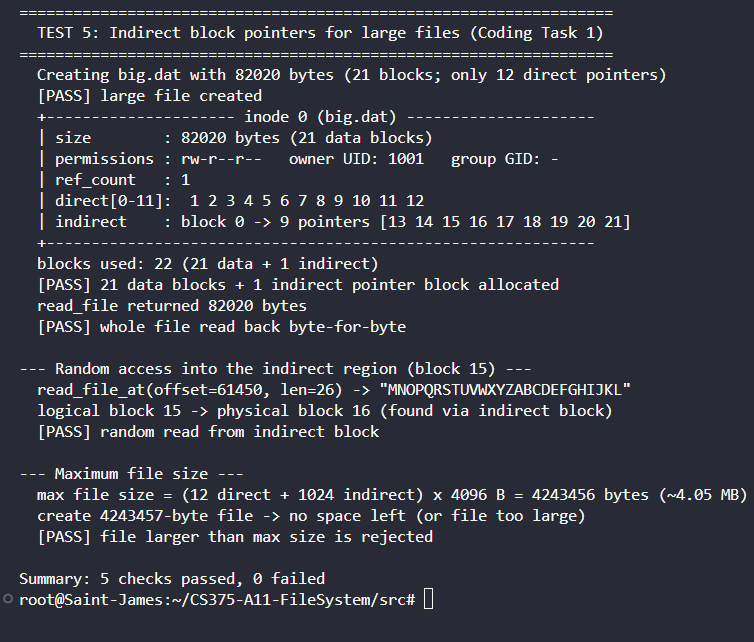 ==================================================================
TEST 5: Indirect block pointers for large files (Coding Task 1)
==================================================================
Creating big.dat with 82020 bytes (21 blocks; only 12 direct pointers)
[PASS] large file created
+--------------------- inode 0 (big.dat) ---------------------
| size        : 82020 bytes (21 data blocks)
| permissions : rw-r--r--   owner UID: 1001   group GID: -
| ref_count   : 1
| direct[0-11]:  1 2 3 4 5 6 7 8 9 10 11 12
| indirect    : block 0 -> 9 pointers [13 14 15 16 17 18 19 20 21]
+--------------------------------------------------------------
blocks used: 22 (21 data + 1 indirect)
[PASS] 21 data blocks + 1 indirect pointer block allocated
read_file returned 82020 bytes
[PASS] whole file read back byte-for-byte
--- Random access into the indirect region (block 15) ---
read_file_at(offset=61450, len=26) -> "MNOPQRSTUVWXYZABCDEFGHIJKL"
logical block 15 -> physical block 16 (found via indirect block)
[PASS] random read from indirect block
--- Maximum file size ---
max file size = (12 direct + 1024 indirect) x 4096 B = 4243456 bytes (~4.05 MB)
create 4243457-byte file -> no space left (or file too large)
[PASS] file larger than max size is rejected
Summary: 5 checks passed, 0 failed
root@Saint-James:~/CS375-A11-FileSystem/src#